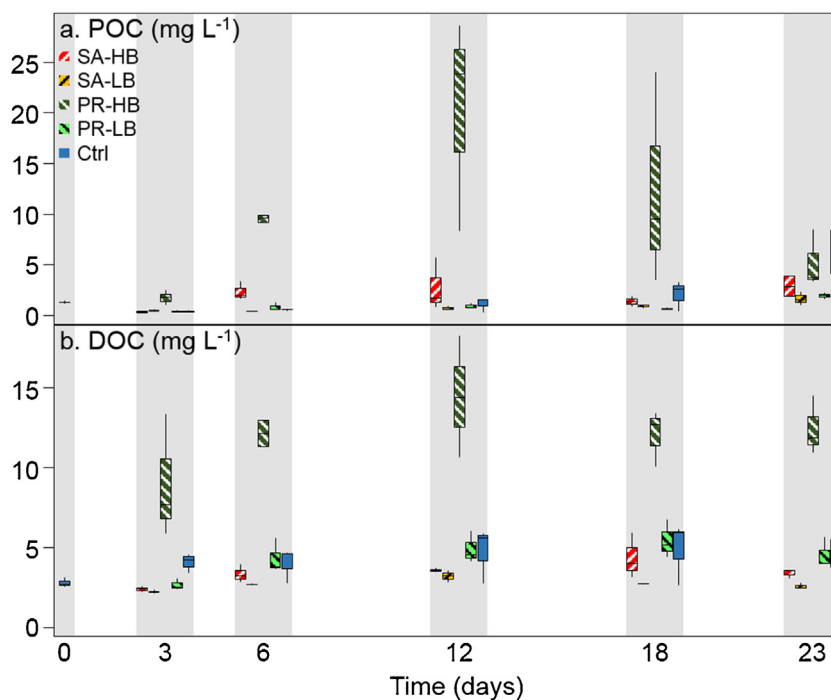 a. POC (mg L⁻¹)
SA-HB
SA-LB
PR-HB
PR-LB
Ctrl
25
20
15
10
5
0
b. DOC (mg L⁻¹)
15
10
5
0
0 3 6 12 18 23
Time (days)